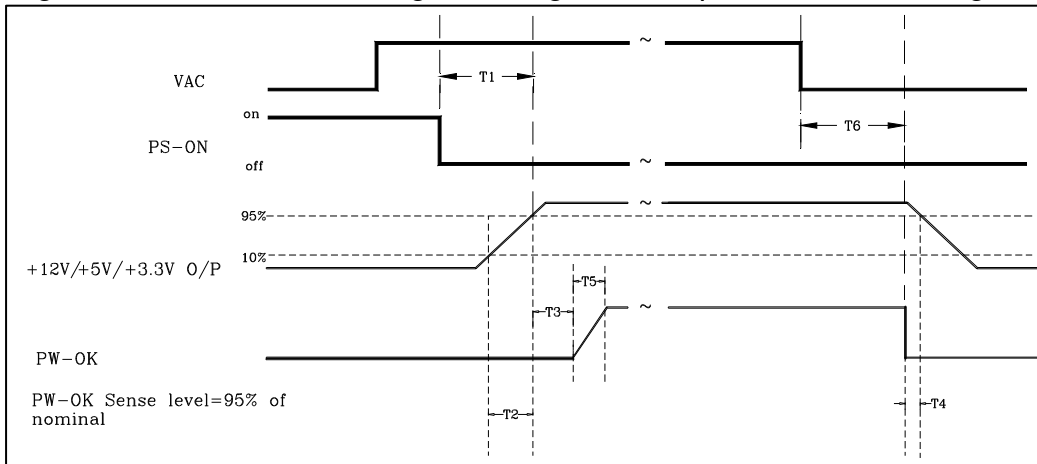 ~
T1
VAC
T6
on
PS-ON
off
~
95%
~
10%
+12V/+5V/+3.3V O/P
T5
T3
~
PW-OK
PW-OK Sense level=95% of
nominal
T2
T4